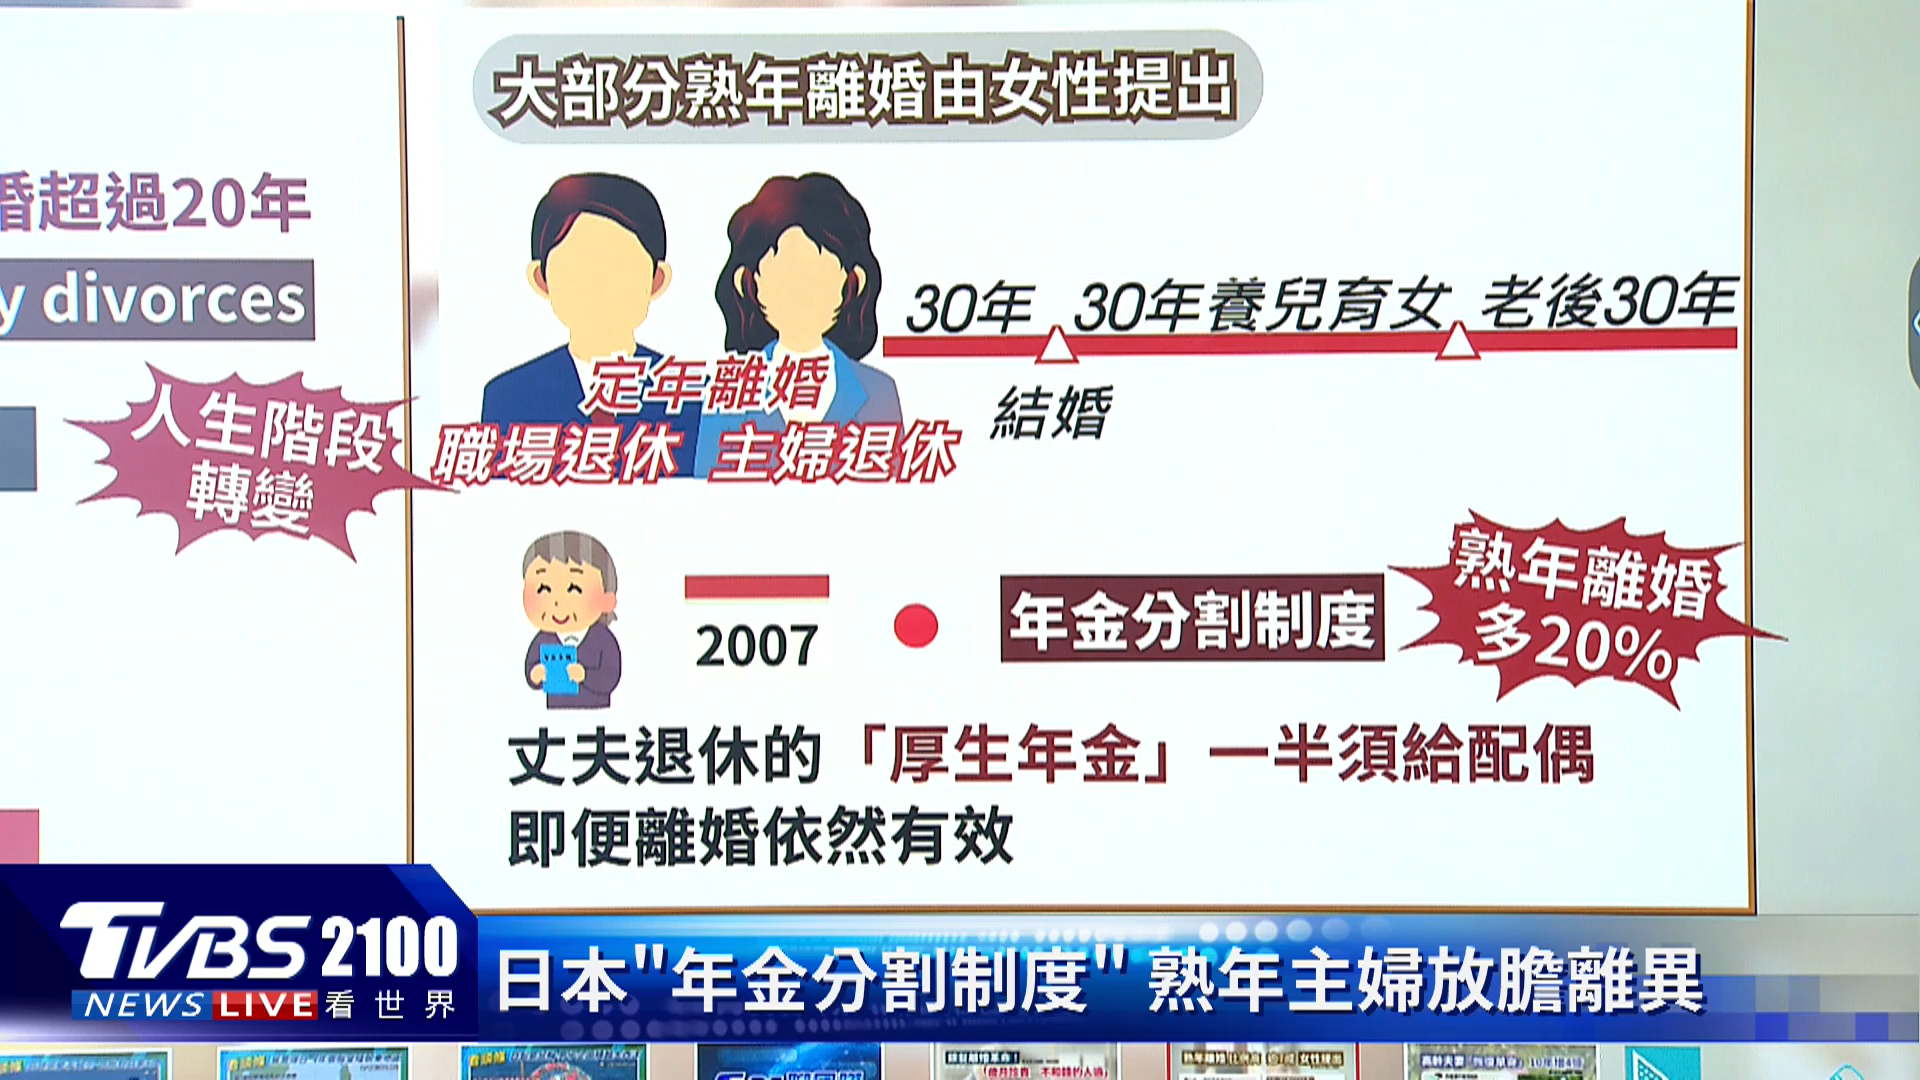 大部分熟年離婚由女性提出
婚超過20年
y divorces
人生階段
轉變
30年 30年養兒育女 老後30年
結婚
定年離婚
職場退休 主婦退休
2007
年金分割制度
熟年離婚
多20%
丈夫退休的「厚生年金」一半須給配偶
即便離婚依然有效
TVBS 2100
NEWS LIVE 看世界
日本"年金分割制度" 熟年主婦放膽離異